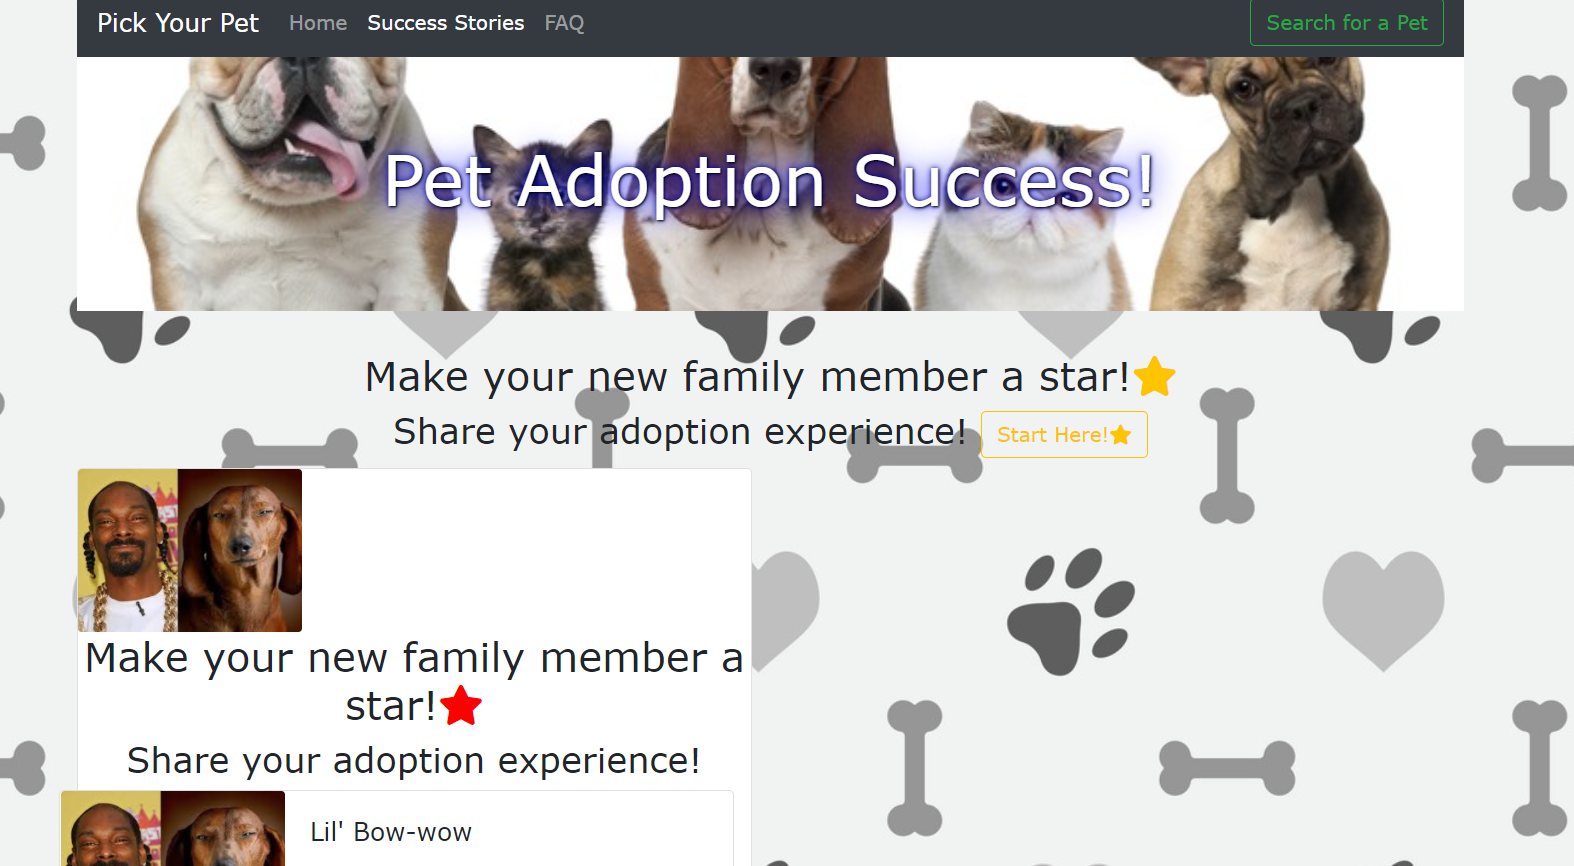 Pick Your Pet Home Success Stories FAQ Search for a Pet
Pet Adoption Success!
Make your new family member a star!
Share your adoption experience! Start Here!
Make your new family member a
star!
Share your adoption experience!
Lil' Bow-wow